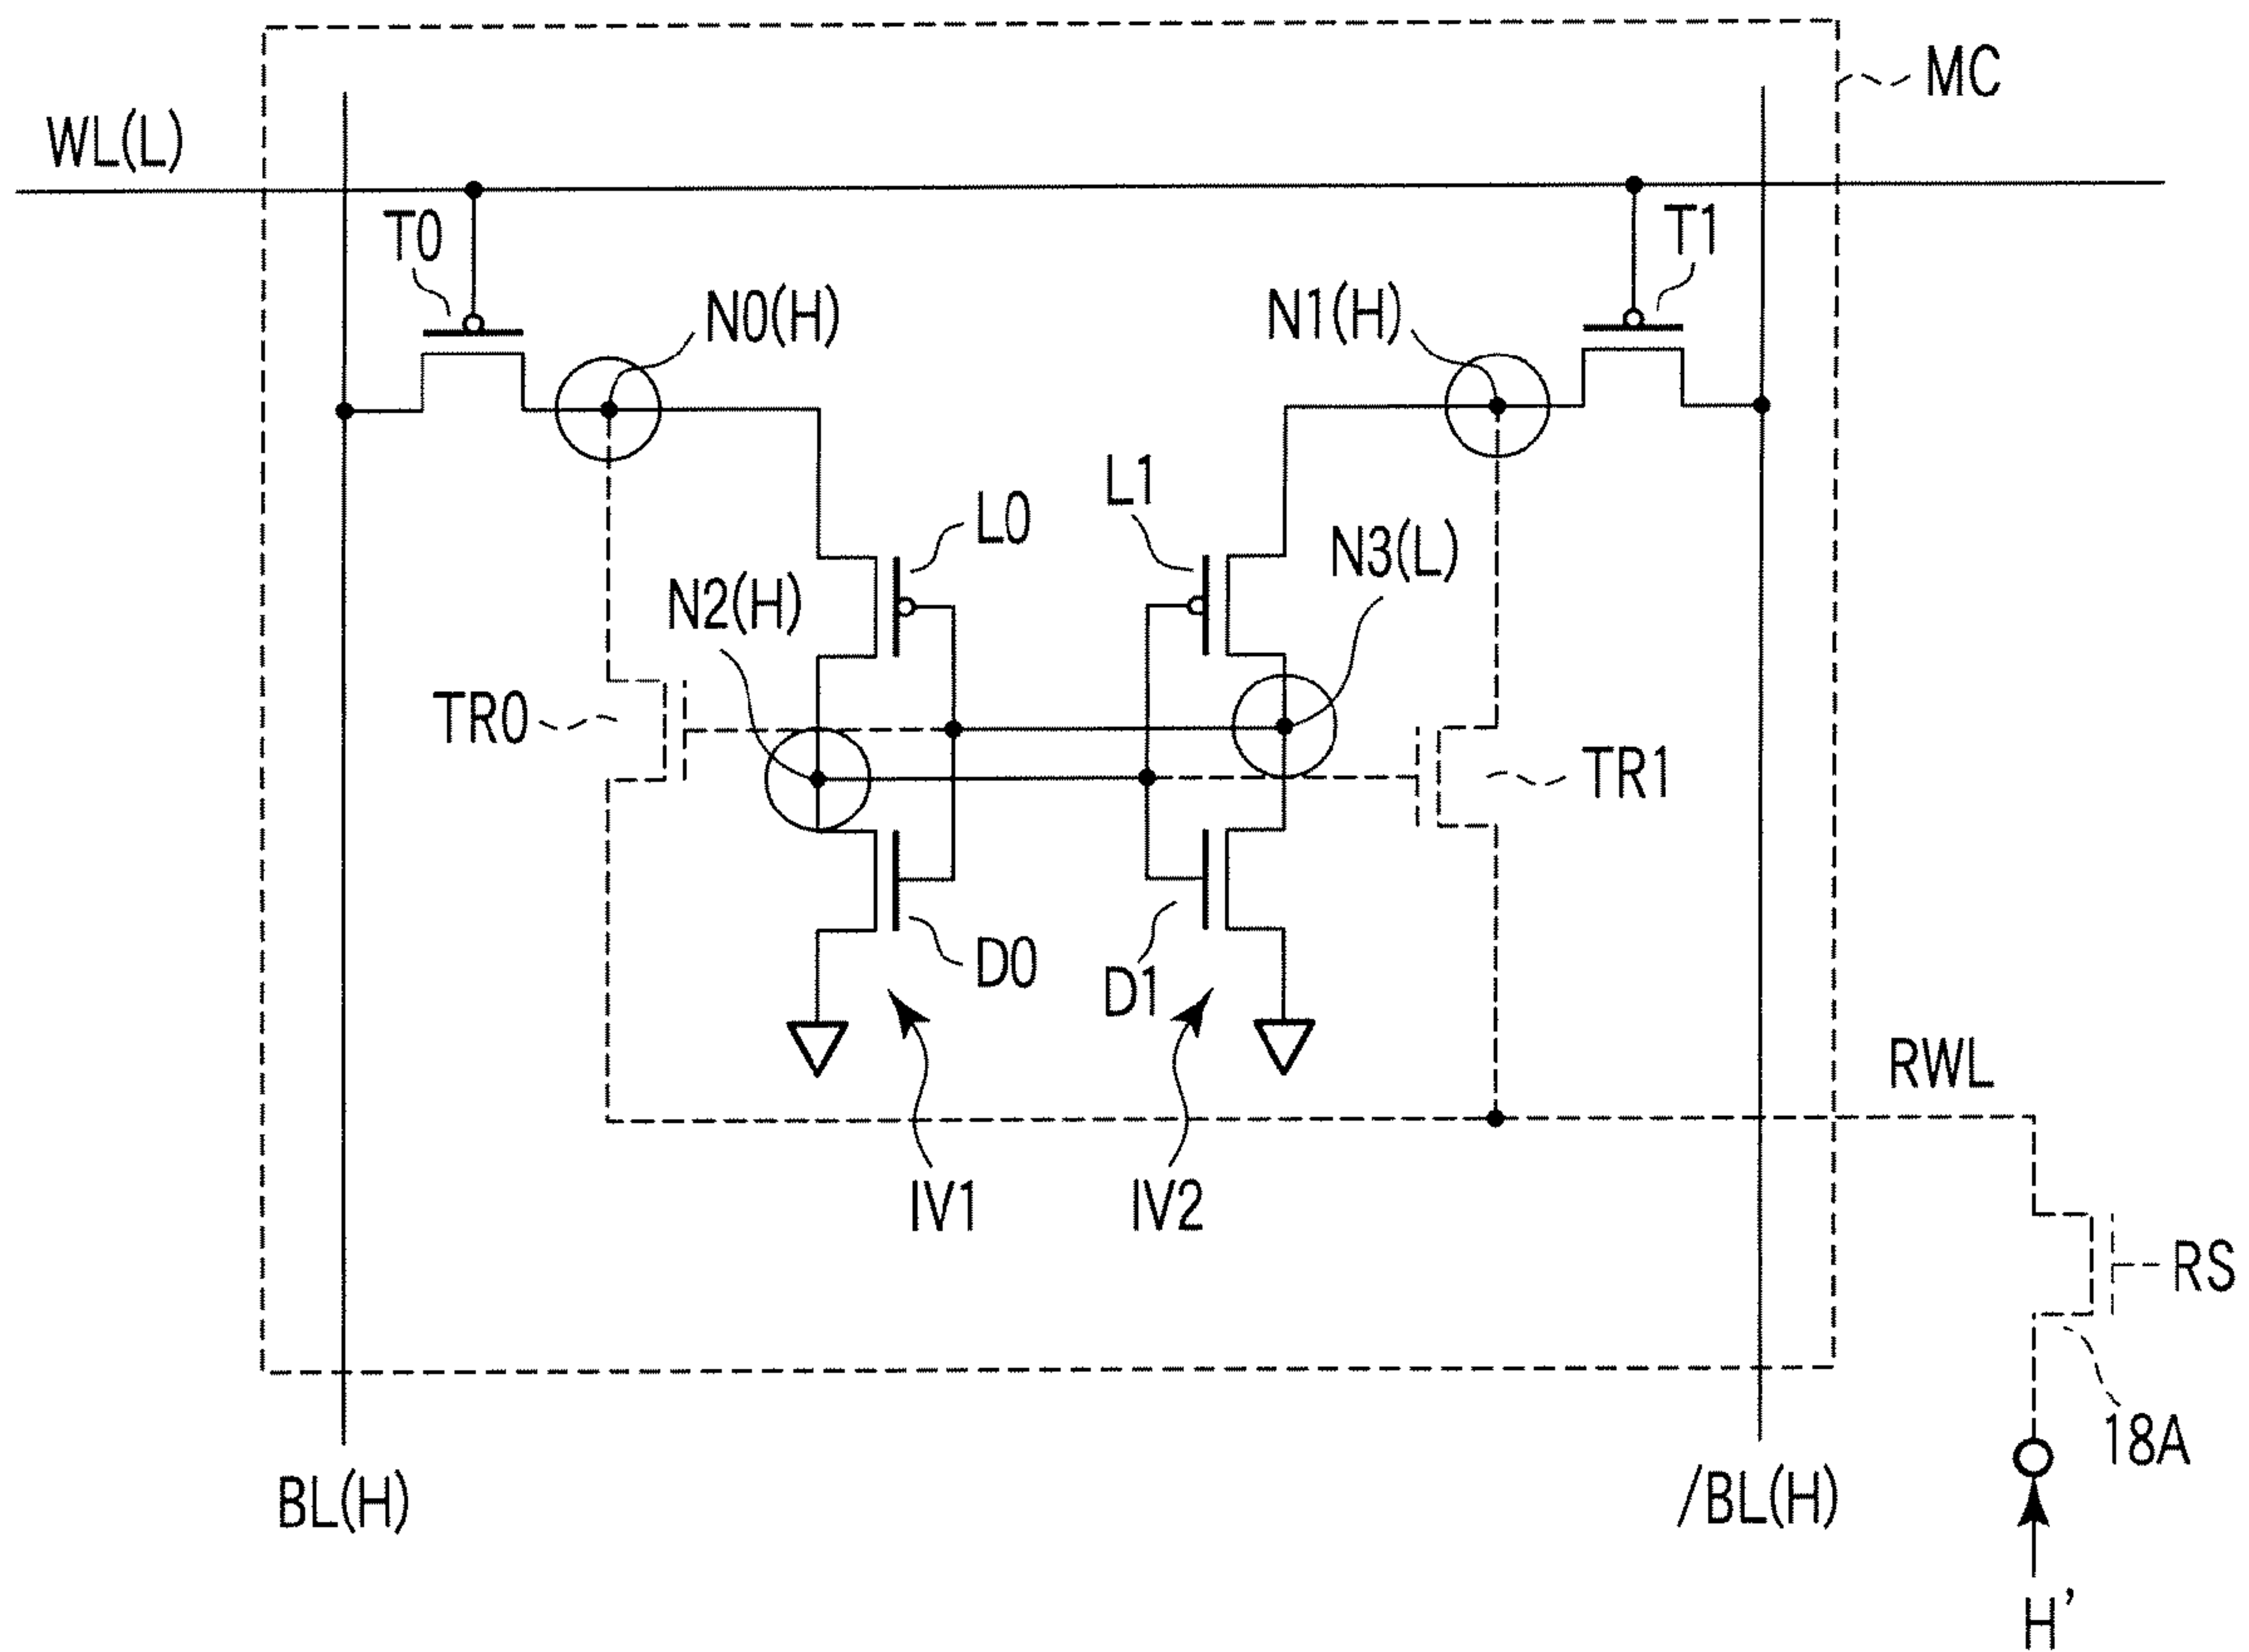 MC
WL(L)
T0
T1
N0(H)
N1(H)
L0
L1
N3(L)
N2(H)
TR0
TR1
D0
D1
RWL
IV1
IV2
RS
18A
BL(H)
/BL(H)
H’